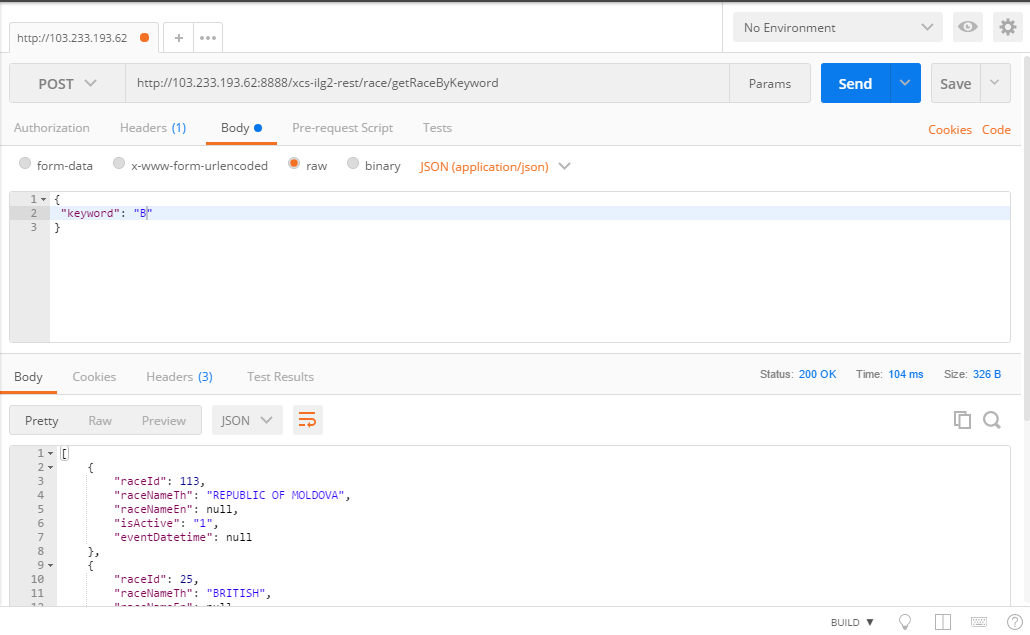 http://103.233.193.62 + ••• No Environment
POST http://103.233.193.62:8888/xcs-ilg2-rest/race/getRaceByKeyword Params Send Save
Authorization Headers (1) Body Pre-request Script Tests Cookies Code
form-data x-www-form-urlencoded raw binary JSON (application/json)
1 {
2 "keyword": "B"
3 }
Body Cookies Headers (3) Test Results Status: 200 OK Time: 104 ms Size: 326 B
Pretty Raw Preview JSON
1 [
2 {
3 "raceId": 113,
4 "raceNameTh": "REPUBLIC OF MOLDOVA",
5 "raceNameEn": null,
6 "isActive": "1",
7 "eventDatetime": null
8 },
9 {
10 "raceId": 25,
11 "raceNameTh": "BRITISH",
12 "raceNameEn": null,
BUILD ▼